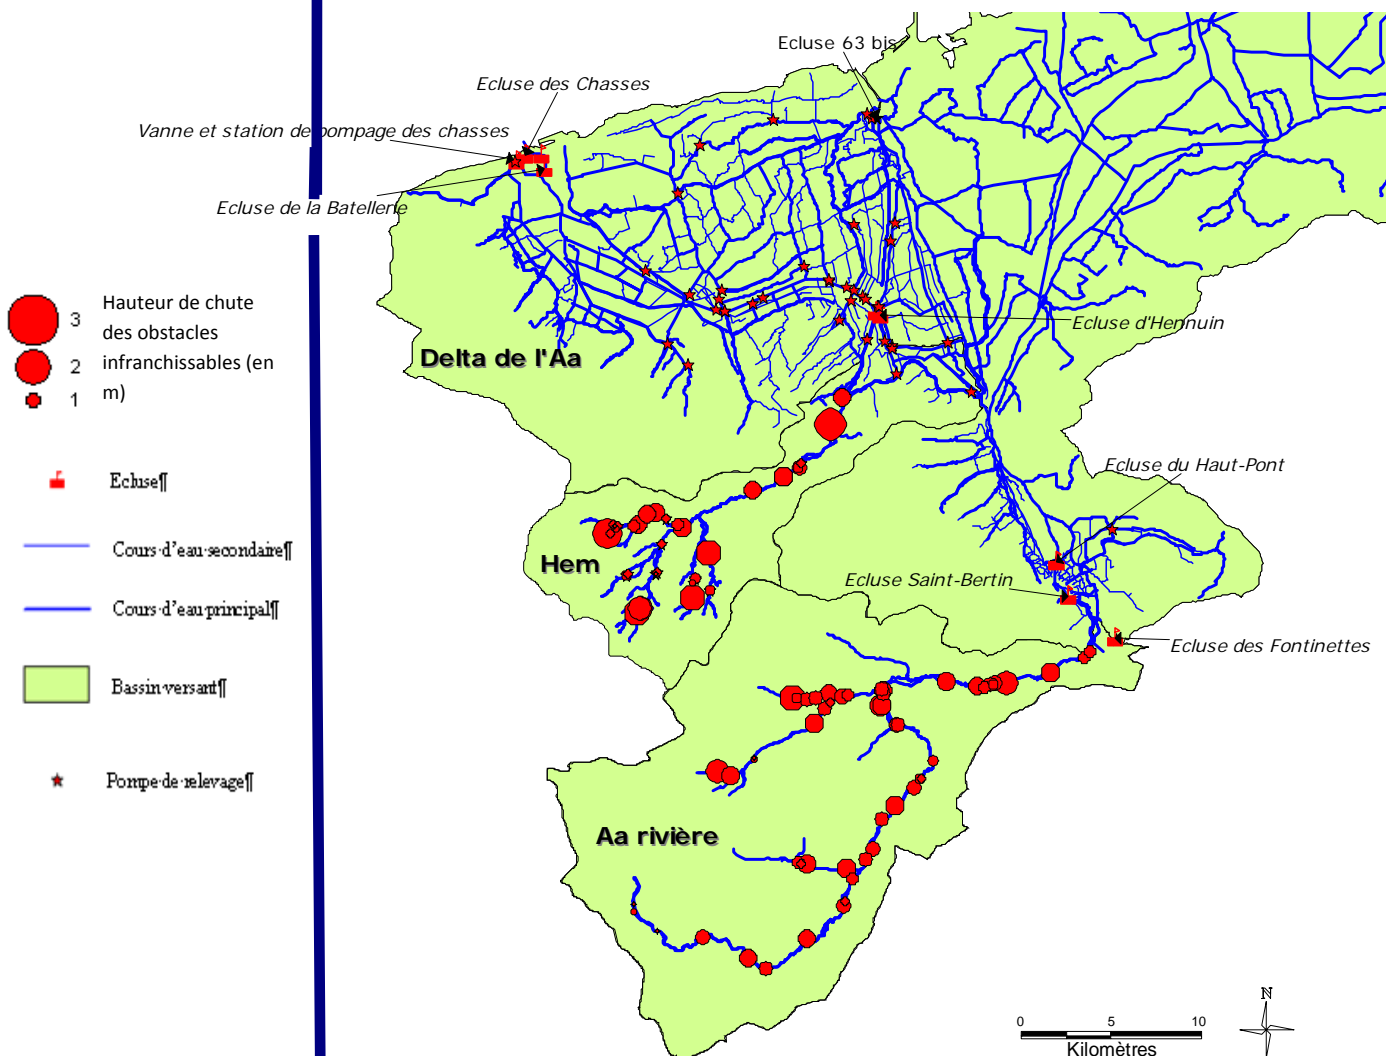 Ecluse 63 bis
Ecluse des Chasses
Vanne et station de pompage des chasses
Ecluse de la Batellerie
3
2
1
Hauteur de chute
des obstacles
infranchissables (en
m)
Ecluse¶
Cours·d'eau·secondaire¶
Cours·d'eau·principal¶
Bassin·versant¶
Pompe·de·relevage¶
Ecluse d'Hennuin
Delta de l'Aa
Ecluse du Haut-Pont
Hem
Ecluse Saint-Bertin
Ecluse des Fontinettes
Aa rivière
N
0 5 10
Kilomètres